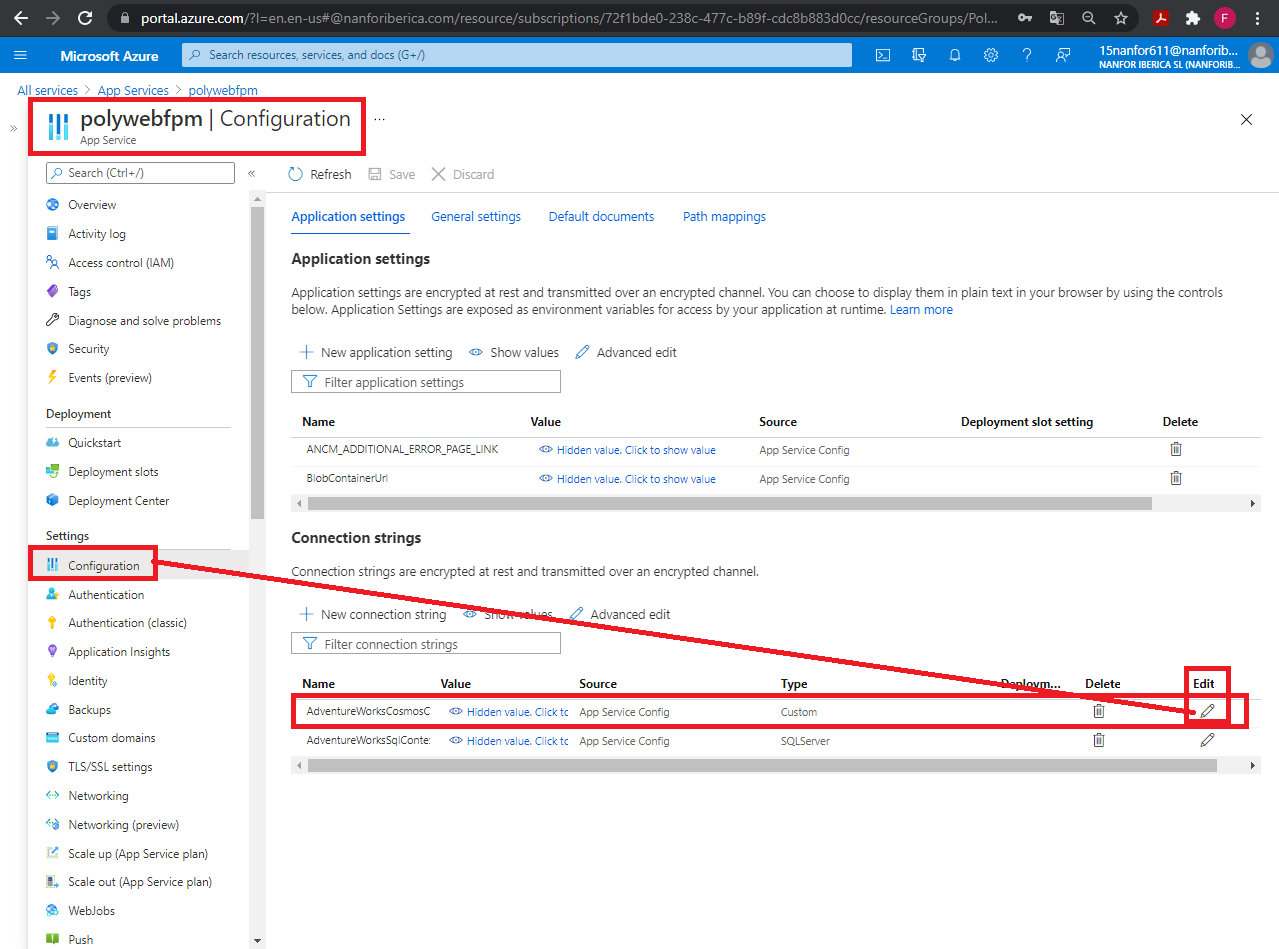 portal.azure.com/?l=en.en-us#@nanforiberica.com/resource/subscriptions/72f1bde0-238c-477c-b89f-cdc8b883d0cc/resourceGroups/Pol...
F
Microsoft Azure
Search resources, services, and docs (G+/)
15nanfor611@nanforib...
NANFOR IBERICA SL (NANFORIB...
All services > App Services > polywebfpm
polywebfpm | Configuration ...
App Service
Search (Ctrl+/)
Overview
Activity log
Access control (IAM)
Tags
Diagnose and solve problems
Security
Events (preview)
Deployment
Quickstart
Deployment slots
Deployment Center
Settings
Configuration
Authentication
Authentication (classic)
Application Insights
Identity
Backups
Custom domains
TLS/SSL settings
Networking
Networking (preview)
Scale up (App Service plan)
Scale out (App Service plan)
WebJobs
Push
Refresh Save Discard
Application settings General settings Default documents Path mappings
Application settings
Application settings are encrypted at rest and transmitted over an encrypted channel. You can choose to display them in plain text in your browser by using the controls
below. Application Settings are exposed as environment variables for access by your application at runtime. Learn more
New application setting Show values Advanced edit
Filter application settings
Name Value Source Deployment slot setting Delete
ANCM_ADDITIONAL_ERROR_PAGE_LINK Hidden value. Click to show value App Service Config
BlobContainerUrl Hidden value. Click to show value App Service Config
Connection strings
Connection strings are encrypted at rest and transmitted over an encrypted channel.
New connection string Show values Advanced edit
Filter connection strings
Name Value Source Type Deploym... Delete Edit
AdventureWorksCosmosC Hidden value. Click to App Service Config Custom
AdventureWorksSqlConte Hidden value. Click to App Service Config SQLServer